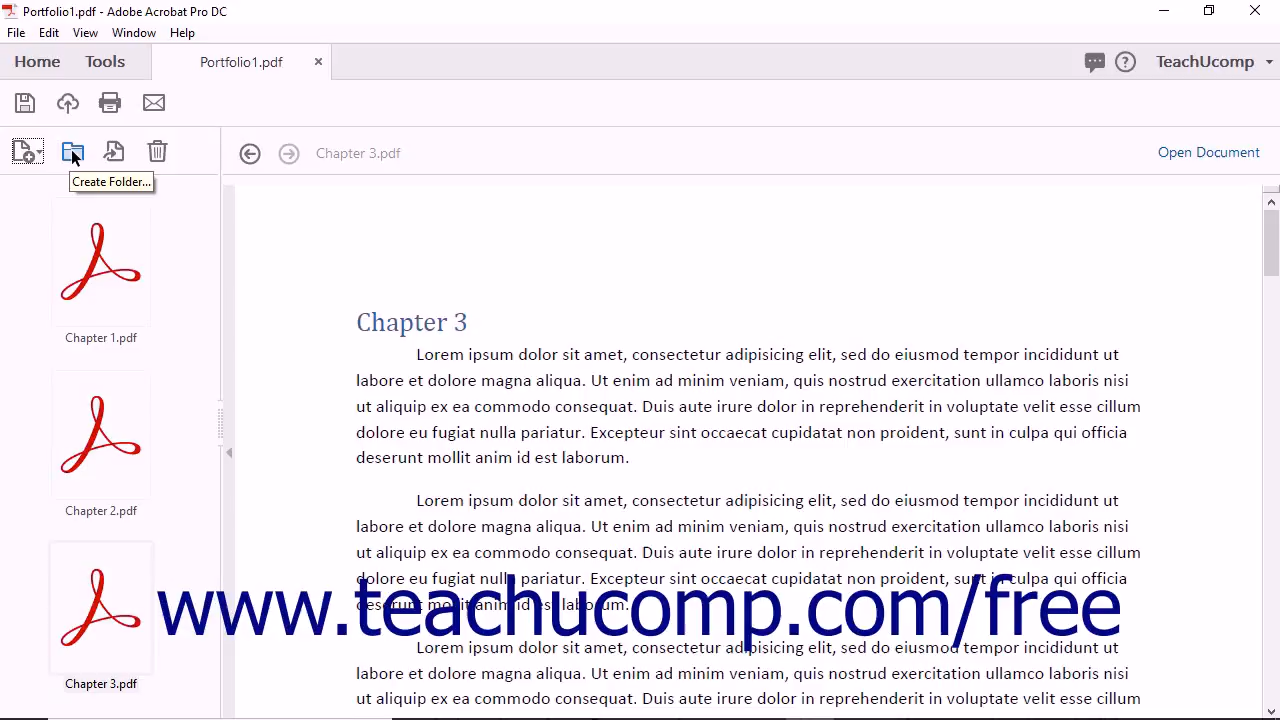 Portfolio1.pdf - Adobe Acrobat Pro DC
File Edit View Window Help
Home Tools Portfolio1.pdf × ? TeachUcomp
Chapter 3.pdf Open Document
Create Folder...
Chapter 1.pdf
Chapter 2.pdf
Chapter 3.pdf
Chapter 3
Lorem ipsum dolor sit amet, consectetur adipisicing elit, sed do eiusmod tempor incididunt ut
labore et dolore magna aliqua. Ut enim ad minim veniam, quis nostrud exercitation ullamco laboris nisi
ut aliquip ex ea commodo consequat. Duis aute irure dolor in reprehenderit in voluptate velit esse cillum
dolore eu fugiat nulla pariatur. Excepteur sint occaecat cupidatat non proident, sunt in culpa qui officia
deserunt mollit anim id est laborum.
Lorem ipsum dolor sit amet, consectetur adipisicing elit, sed do eiusmod tempor incididunt ut
labore et dolore magna aliqua. Ut enim ad minim veniam, quis nostrud exercitation ullamco laboris nisi
ut aliquip ex ea commodo consequat. Duis aute irure dolor in reprehenderit in voluptate velit esse cillum
dolore eu fugiat nulla pariatur. Excepteur sint occaecat cupidatat non proident, sunt in culpa qui officia
deserunt mollit anim id est laborum.
www.teachucomp.com/free
Lorem ipsum dolor sit amet, consectetur adipisicing elit, sed do eiusmod tempor incididunt ut
labore et dolore magna aliqua. Ut enim ad minim veniam, quis nostrud exercitation ullamco laboris nisi
ut aliquip ex ea commodo consequat. Duis aute irure dolor in reprehenderit in voluptate velit esse cillum